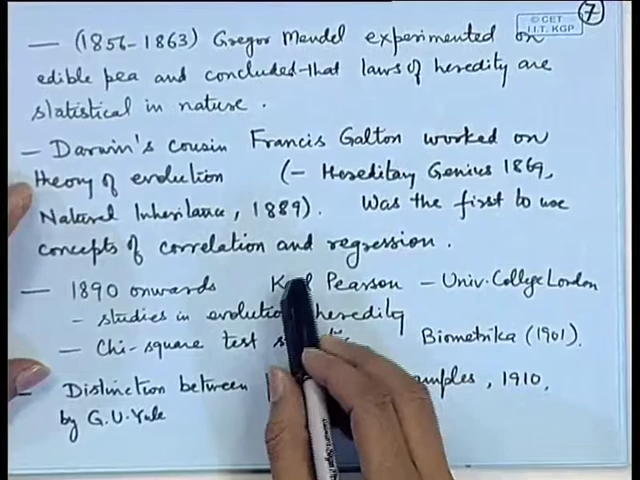 © CET
I.I.T. KGP
7
— (1856-1863) Gregor Mendel experimented on
edible pea and concluded that laws of heredity are
statistical in nature.
— Darwin's cousin Francis Galton worked on
theory of evolution (- Hereditary Genius 1869,
Natural Inheritance, 1889). Was the first to use
concepts of correlation and regression.
— 1890 onwards Karl Pearson - Univ. College London
- studies in evolution heredity
— Chi-square test Biometrika (1901).
- Distinction between 1910,
by G.U. Yule